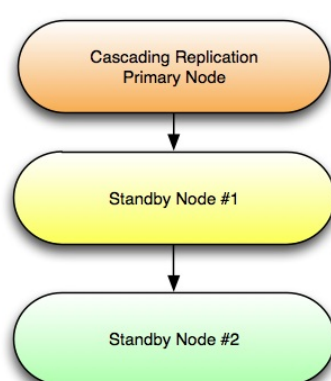 Cascading Replication
Primary Node
Standby Node #1
Standby Node #2